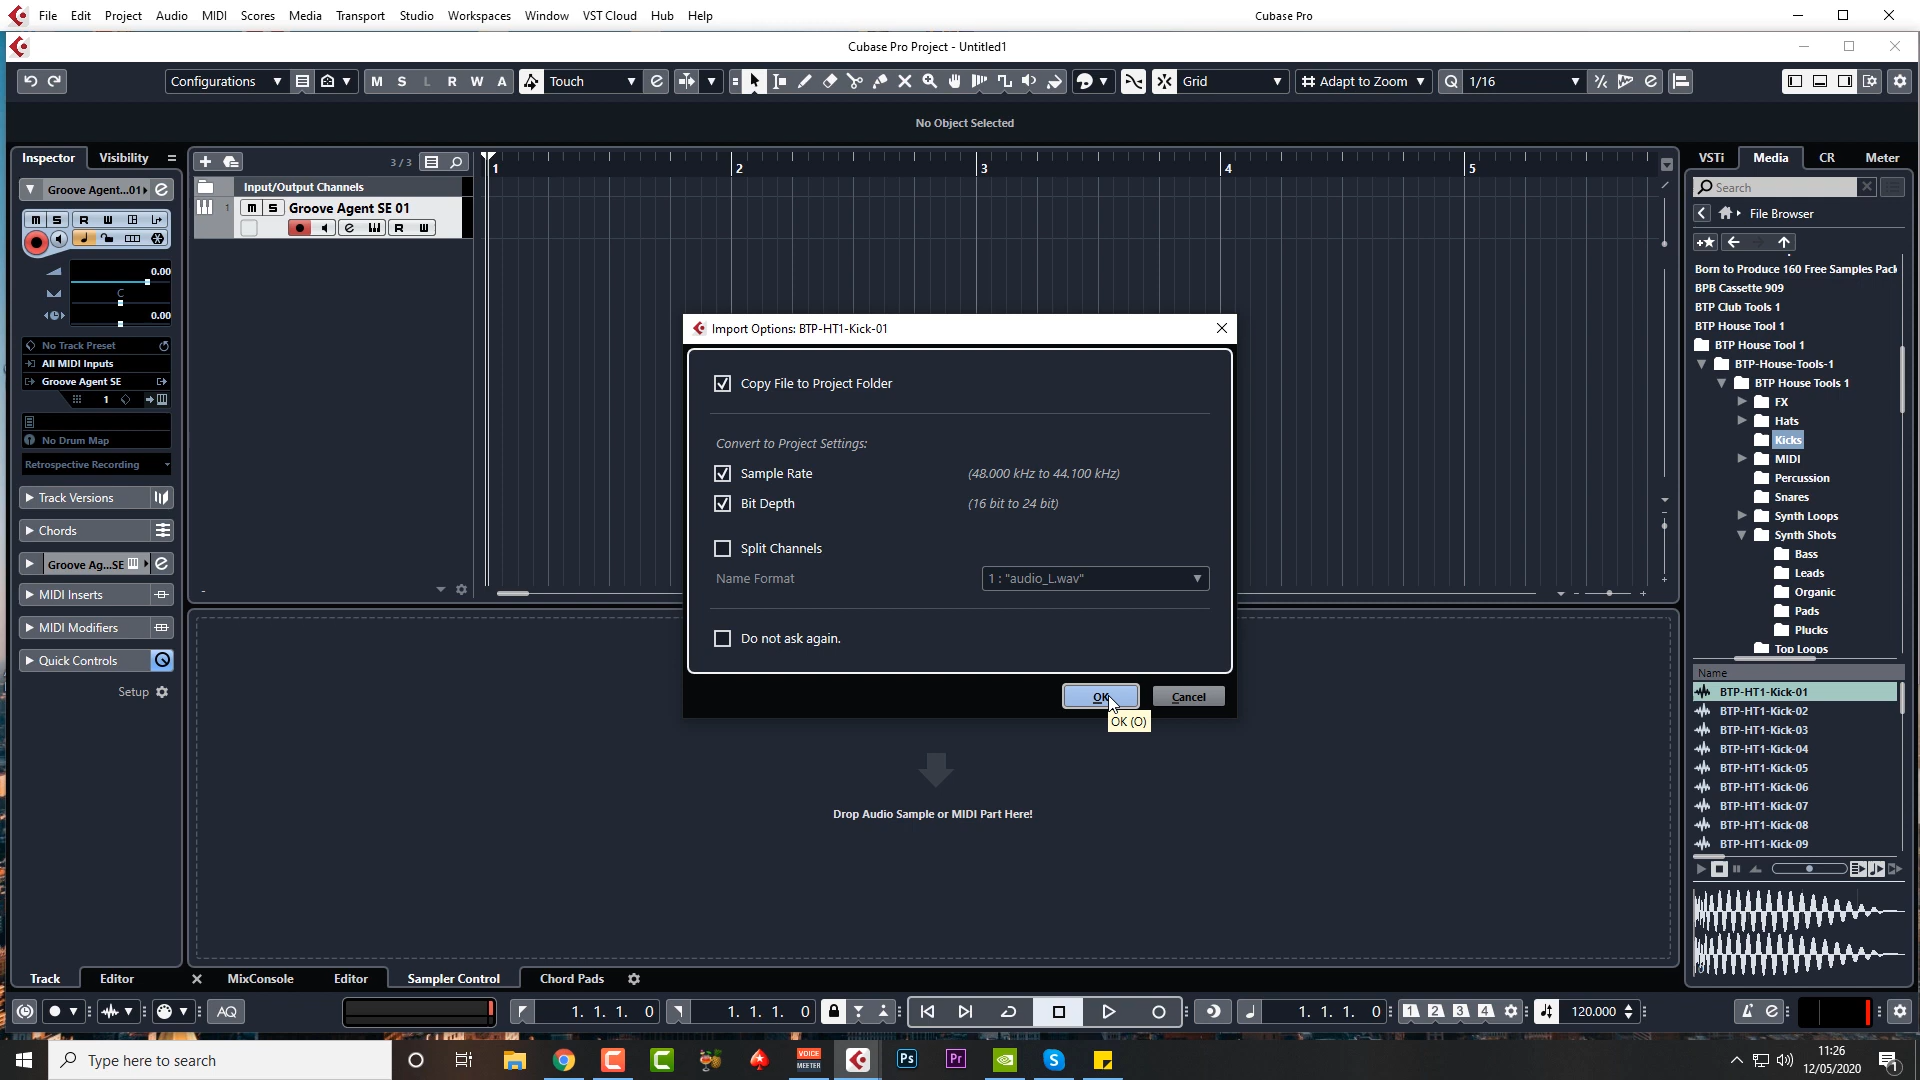 File Edit Project Audio MIDI Scores Media Transport Studio Workspaces Window VST Cloud Hub Help
Cubase Pro
Cubase Pro Project - Untitled1
Configurations
M S L R W A
Touch
Grid
Adapt to Zoom
Q 1/16
No Object Selected
Inspector Visibility
Groove Agent...01
M S R W
0.00
C
0.00
No Track Preset
All MIDI Inputs
Groove Agent SE
1
No Drum Map
Retrospective Recording
Track Versions
Chords
Groove Ag...SE
MIDI Inserts
MIDI Modifiers
Quick Controls
Setup
3 / 3
Input/Output Channels
1 M S Groove Agent SE 01
R W
1 2 3 4 5
Import Options: BTP-HT1-Kick-01
Copy File to Project Folder
Convert to Project Settings:
Sample Rate (48.000 kHz to 44.100 kHz)
Bit Depth (16 bit to 24 bit)
Split Channels
Name Format 1 : "audio_L.wav"
Do not ask again.
OK Cancel
OK (O)
Drop Audio Sample or MIDI Part Here!
VSTi Media CR Meter
Search
File Browser
Born to Produce 160 Free Samples Pack
BPB Cassette 909
BTP Club Tools 1
BTP House Tool 1
BTP House Tool 1
BTP-House-Tools-1
BTP House Tools 1
FX
Hats
Kicks
MIDI
Percussion
Snares
Synth Loops
Synth Shots
Bass
Leads
Organic
Pads
Plucks
Top Loops
Name
BTP-HT1-Kick-01
BTP-HT1-Kick-02
BTP-HT1-Kick-03
BTP-HT1-Kick-04
BTP-HT1-Kick-05
BTP-HT1-Kick-06
BTP-HT1-Kick-07
BTP-HT1-Kick-08
BTP-HT1-Kick-09
Track Editor
MixConsole Editor Sampler Control Chord Pads
AQ
1. 1. 1. 0
1. 1. 1. 0
1. 1. 1. 0
1 2 3 4
120.000
Type here to search
VOICE
MEETER
Ps
Pr
11:26
12/05/2020
1